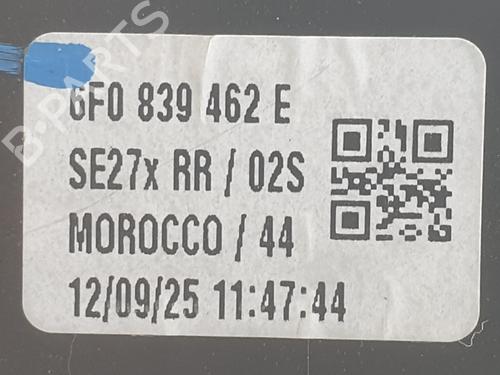 6F0 839 462 E
SE27x RR / 02S
MOROCCO / 44
12/09/25 11:47:44
B-PARTS